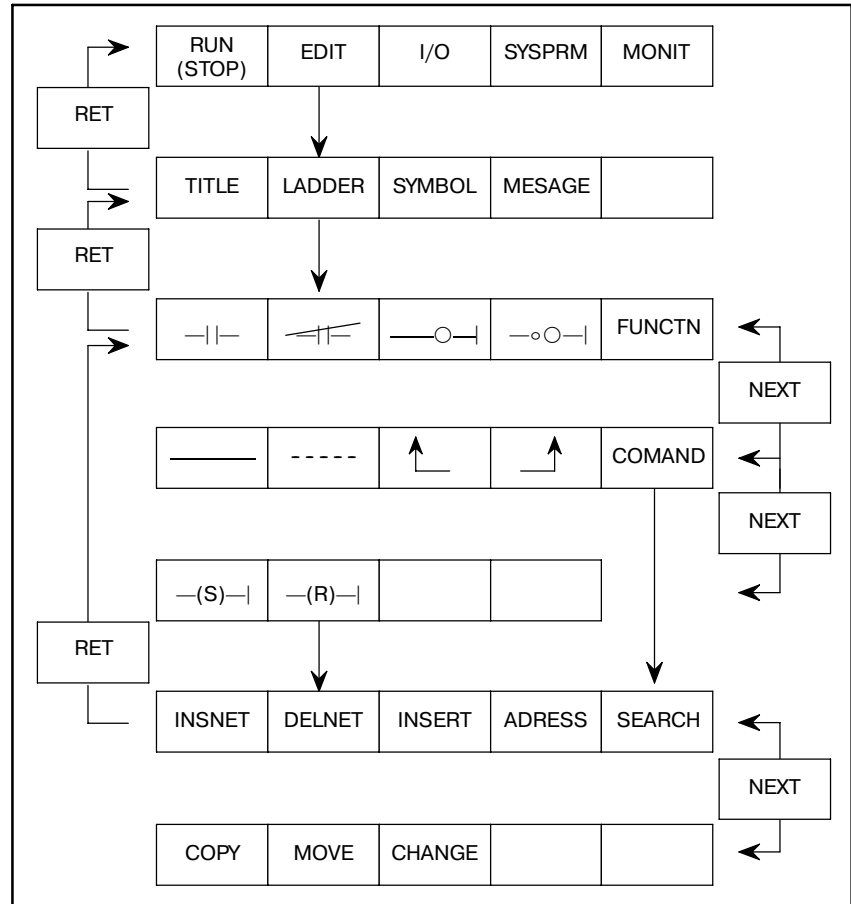 RUN
(STOP)
EDIT
I/O
SYSPRM
MONIT
RET
TITLE
LADDER
SYMBOL
MESAGE
RET
FUNCTN
NEXT
COMAND
NEXT
(S)
(R)
RET
INSNET
DELNET
INSERT
ADRESS
SEARCH
NEXT
COPY
MOVE
CHANGE